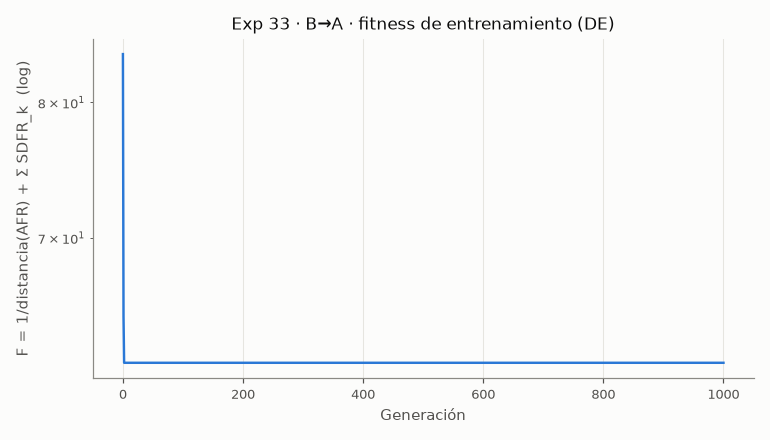 Exp 33 · B→A · fitness de entrenamiento (DE)
F = 1/distancia(AFR) + Σ SDFR_k (log)
8 × 10¹
7 × 10¹
0 200 400 600 800 1000
Generación